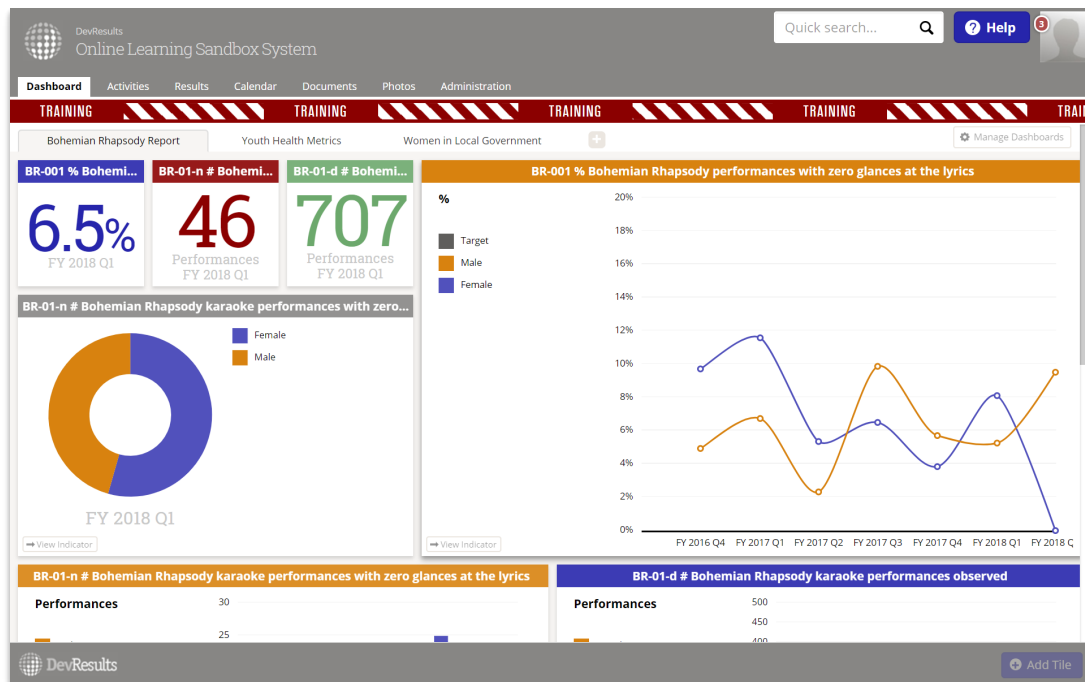 DevResults
Online Learning Sandbox System
Quick search...
Help
3
Dashboard
Activities
Results
Calendar
Documents
Photos
Administration
TRAINING TRAINING TRAINING TRAINING TRAI
Bohemian Rhapsody Report
Youth Health Metrics
Women in Local Government
Manage Dashboards
BR-001 % Bohemi...
6.5%
FY 2018 Q1
BR-01-n # Bohemi...
46
Performances
FY 2018 Q1
BR-01-d # Bohemi...
707
Performances
FY 2018 Q1
BR-001 % Bohemian Rhapsody performances with zero glances at the lyrics
%
Target
Male
Female
20%
18%
16%
14%
12%
10%
8%
6%
4%
2%
0%
FY 2016 Q4
FY 2017 Q1
FY 2017 Q2
FY 2017 Q3
FY 2017 Q4
FY 2018 Q1
FY 2018 Q
View Indicator
BR-01-n # Bohemian Rhapsody karaoke performances with zero...
Female
Male
FY 2018 Q1
View Indicator
BR-01-n # Bohemian Rhapsody karaoke performances with zero glances at the lyrics
Performances
30
25
BR-01-d # Bohemian Rhapsody karaoke performances observed
Performances
500
450
400
DevResults
Add Tile